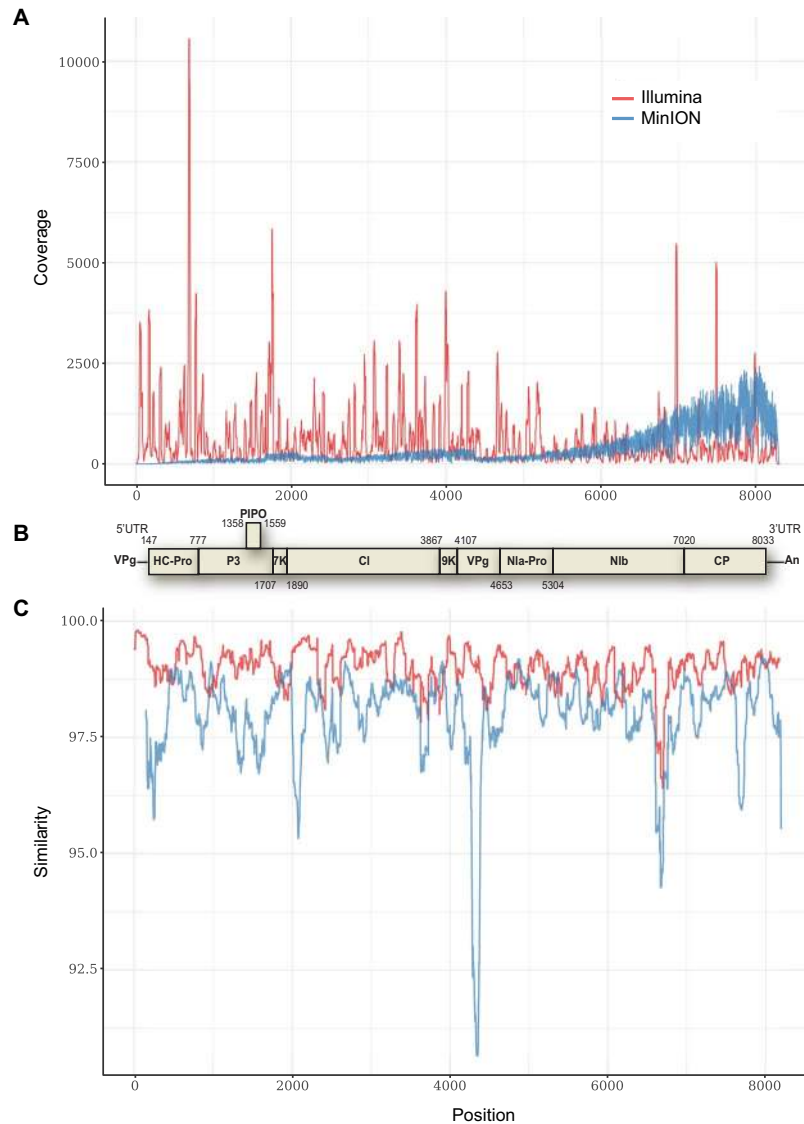 A
10000
7500
5000
2500
0
Coverage
Illumina
MinION
0 2000 4000 6000 8000
B
PIPO
5'UTR 1358 1559 3'UTR
147 777 3867 4107 7020 8033
VPg HC-Pro P3 7K CI 9K VPg NIa-Pro NIb CP An
1707 1890 4653 5304
C
100.0
97.5
95.0
92.5
Similarity
0 2000 4000 6000 8000
Position